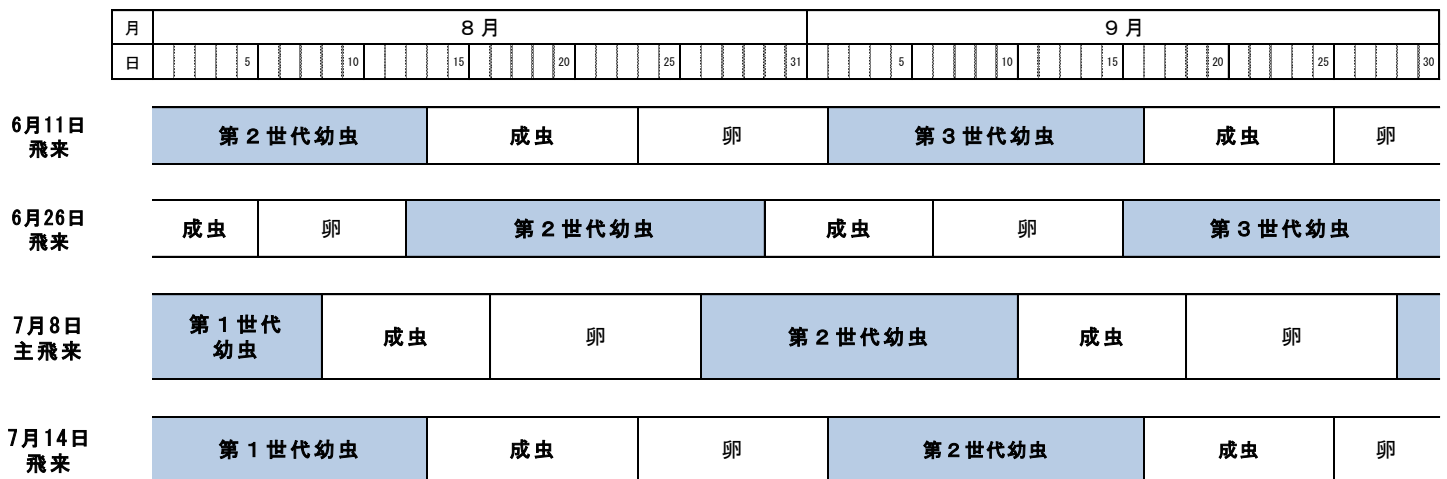 月 ８月 ９月
日 5 10 15 20 25 31 5 10 15 20 25 30
6月11日
飛来
第２世代幼虫 成虫 卵 第３世代幼虫 成虫 卵
6月26日
飛来
成虫 卵 第２世代幼虫 成虫 卵 第３世代幼虫
7月8日
主飛来
第１世代
幼虫
成虫 卵 第２世代幼虫 成虫 卵
7月14日
飛来
第１世代幼虫 成虫 卵 第２世代幼虫 成虫 卵